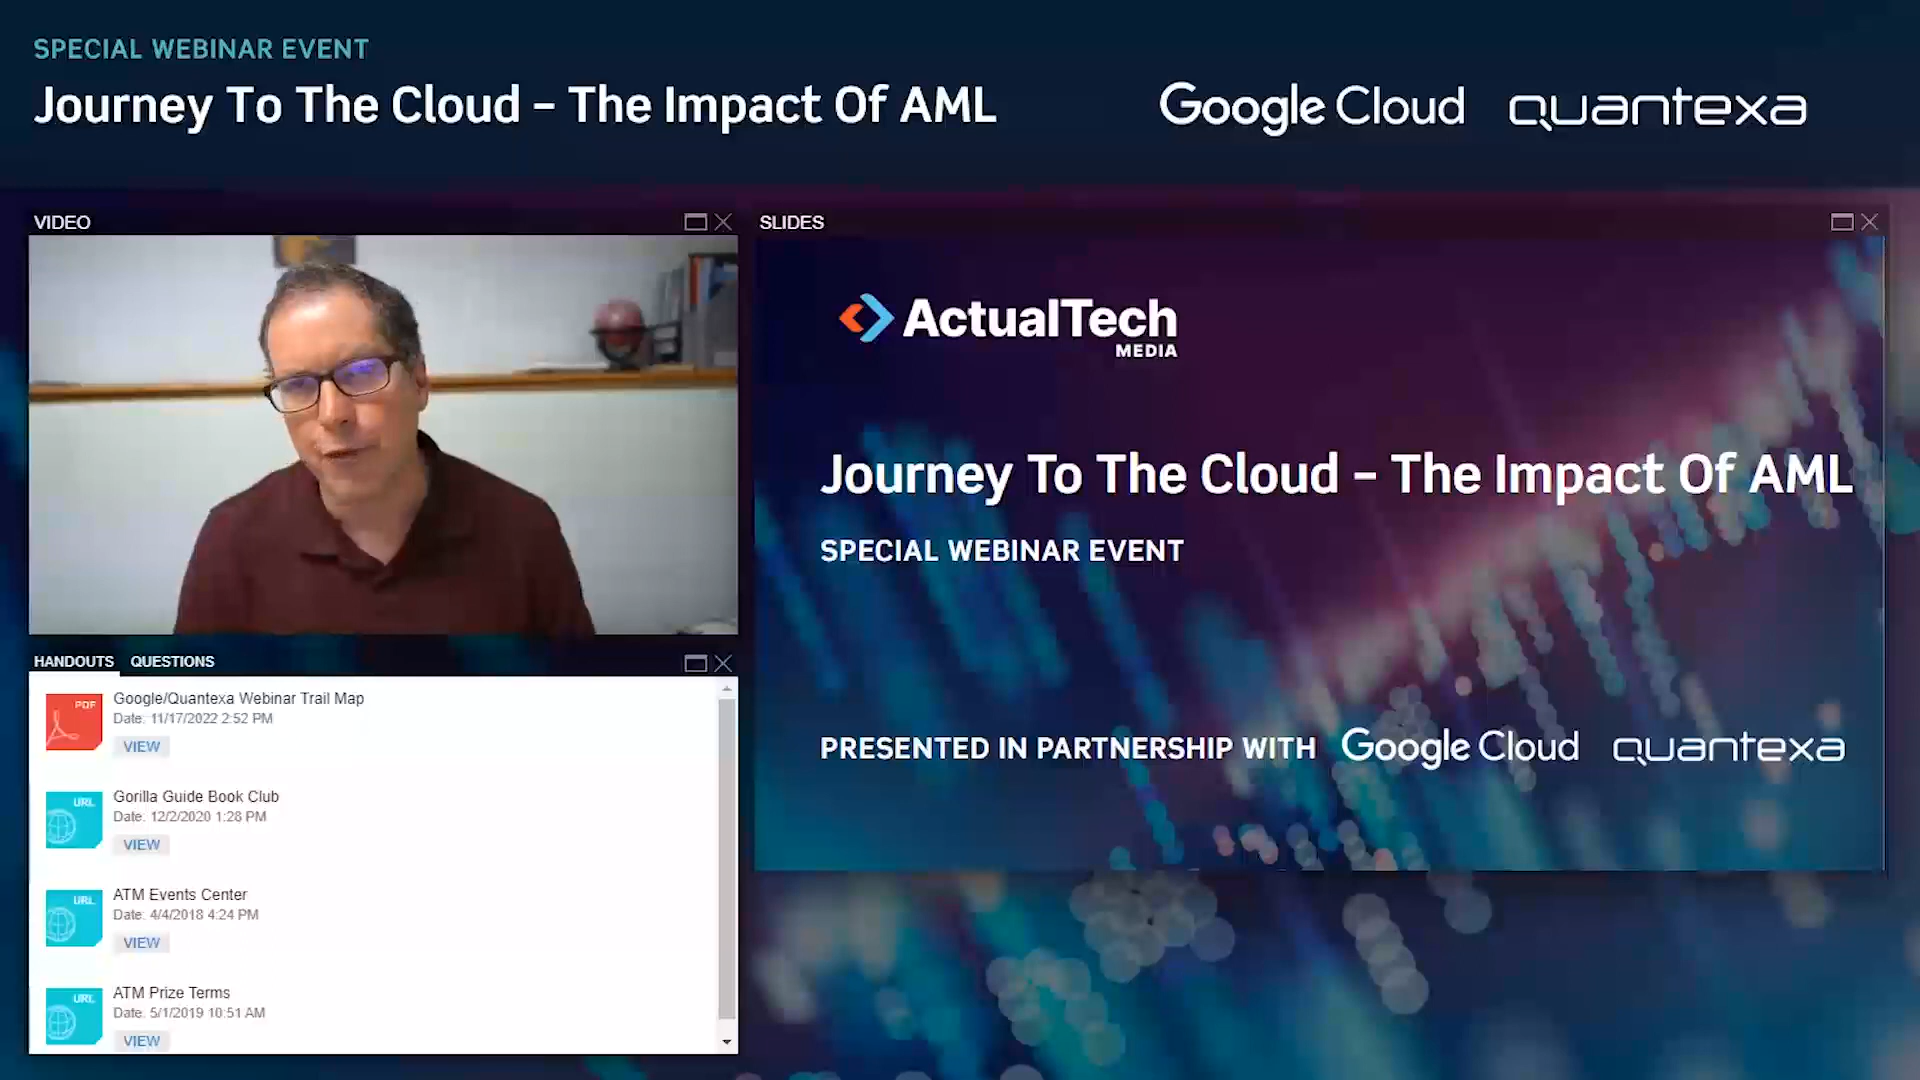 SPECIAL WEBINAR EVENT
Journey To The Cloud – The Impact Of AML
Google Cloud quantexa
VIDEO
SLIDES
ActualTech
MEDIA
Journey To The Cloud – The Impact Of AML
SPECIAL WEBINAR EVENT
PRESENTED IN PARTNERSHIP WITH Google Cloud quantexa
HANDOUTS QUESTIONS
PDF
Google/Quantexa Webinar Trail Map
Date: 11/17/2022 2:52 PM
VIEW
URL
Gorilla Guide Book Club
Date: 12/2/2020 1:28 PM
VIEW
URL
ATM Events Center
Date: 4/4/2018 4:24 PM
VIEW
URL
ATM Prize Terms
Date: 5/1/2019 10:51 AM
VIEW